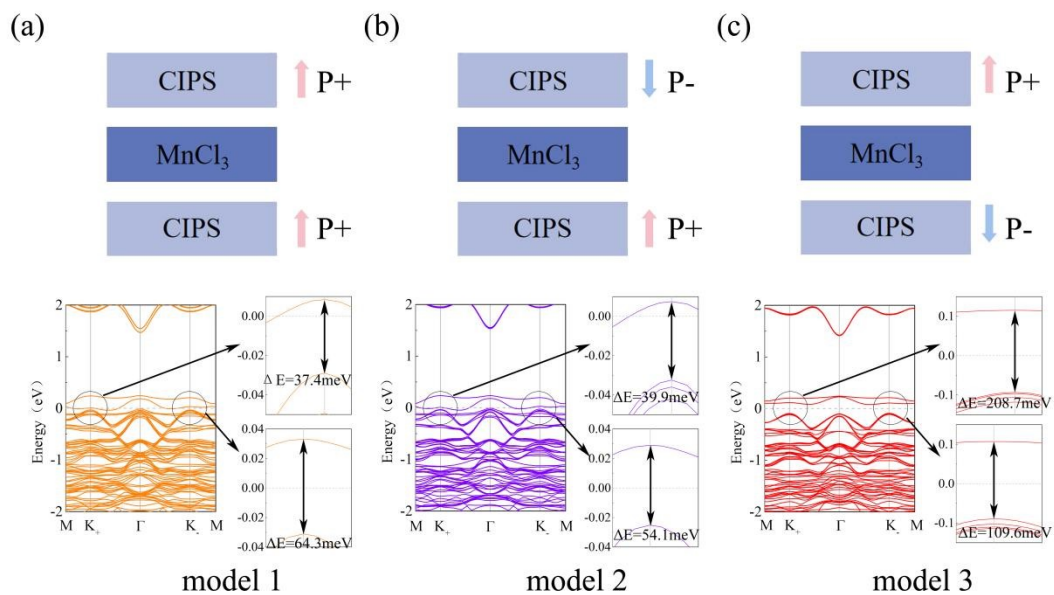 (a)
CIPS
P+
MnCl₃
CIPS
P+
(b)
CIPS
P-
MnCl₃
CIPS
P+
(c)
CIPS
P+
MnCl₃
CIPS
P-
Energy (eV)
2
1
0
-1
-2
M K₊ Γ K₋ M
0.00
-0.02
-0.04
Δ E=37.4meV
0.04
0.02
0.00
-0.02
-0.04
ΔE=64.3meV
model 1
Energy (eV)
2
1
0
-1
-2
M K₊ Γ K₋ M
0.00
-0.02
-0.04
ΔE=39.9meV
0.04
0.02
0.00
-0.02
-0.04
ΔE=54.1meV
model 2
Energy (eV)
2
1
0
-1
-2
M K₊ Γ K₋ M
0.1
0.0
-0.1
ΔE=208.7meV
0.1
0.0
-0.1
ΔE=109.6meV
model 3